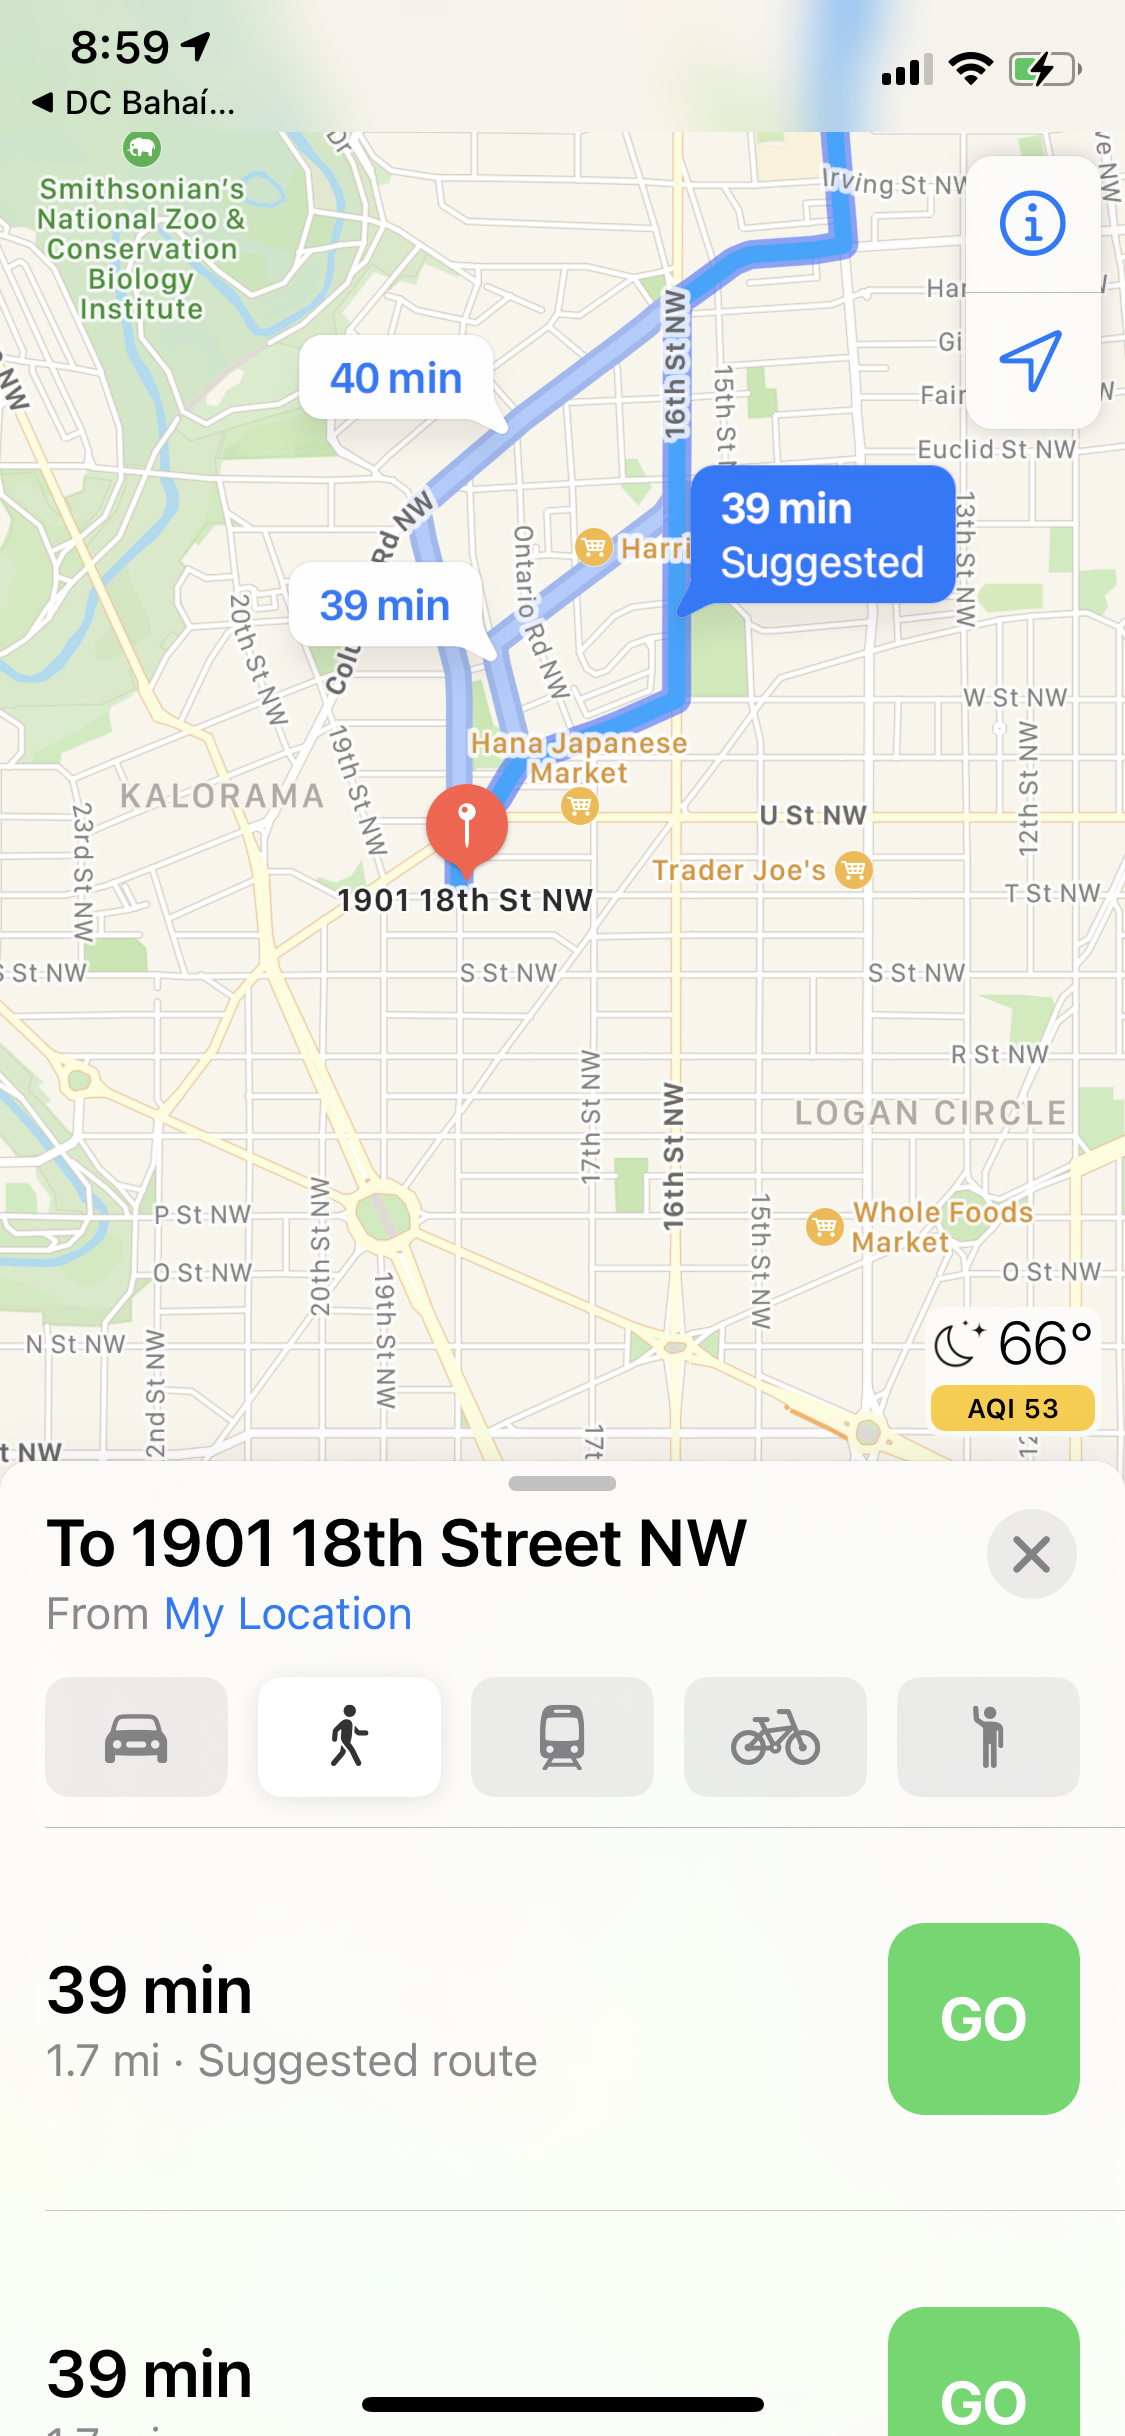 8:59
DC Bahaí...
Smithsonian's
National Zoo &
Conservation
Biology
Institute
Dr
Irving St NW
ve NW
Har
Gi
Fair
Euclid St NW
NW
16th St NW
15th St N
13th St NW
40 min
39 min
Suggested
Rd NW
Ontario Rd NW
Harri
39 min
Colu
20th St NW
19th St NW
W St NW
12th St NW
Hana Japanese
Market
KALORAMA
23rd St NW
U St NW
Trader Joe's
1901 18th St NW
T St NW
S St NW
S St NW
S St NW
R St NW
17th St NW
16th St NW
LOGAN CIRCLE
P St NW
20th St NW
15th St NW
Whole Foods
Market
O St NW
19th St NW
O St NW
N St NW
2nd St NW
66°
AQI 53
t NW
17t
12
To 1901 18th Street NW
From My Location
39 min
1.7 mi · Suggested route
GO
39 min
GO